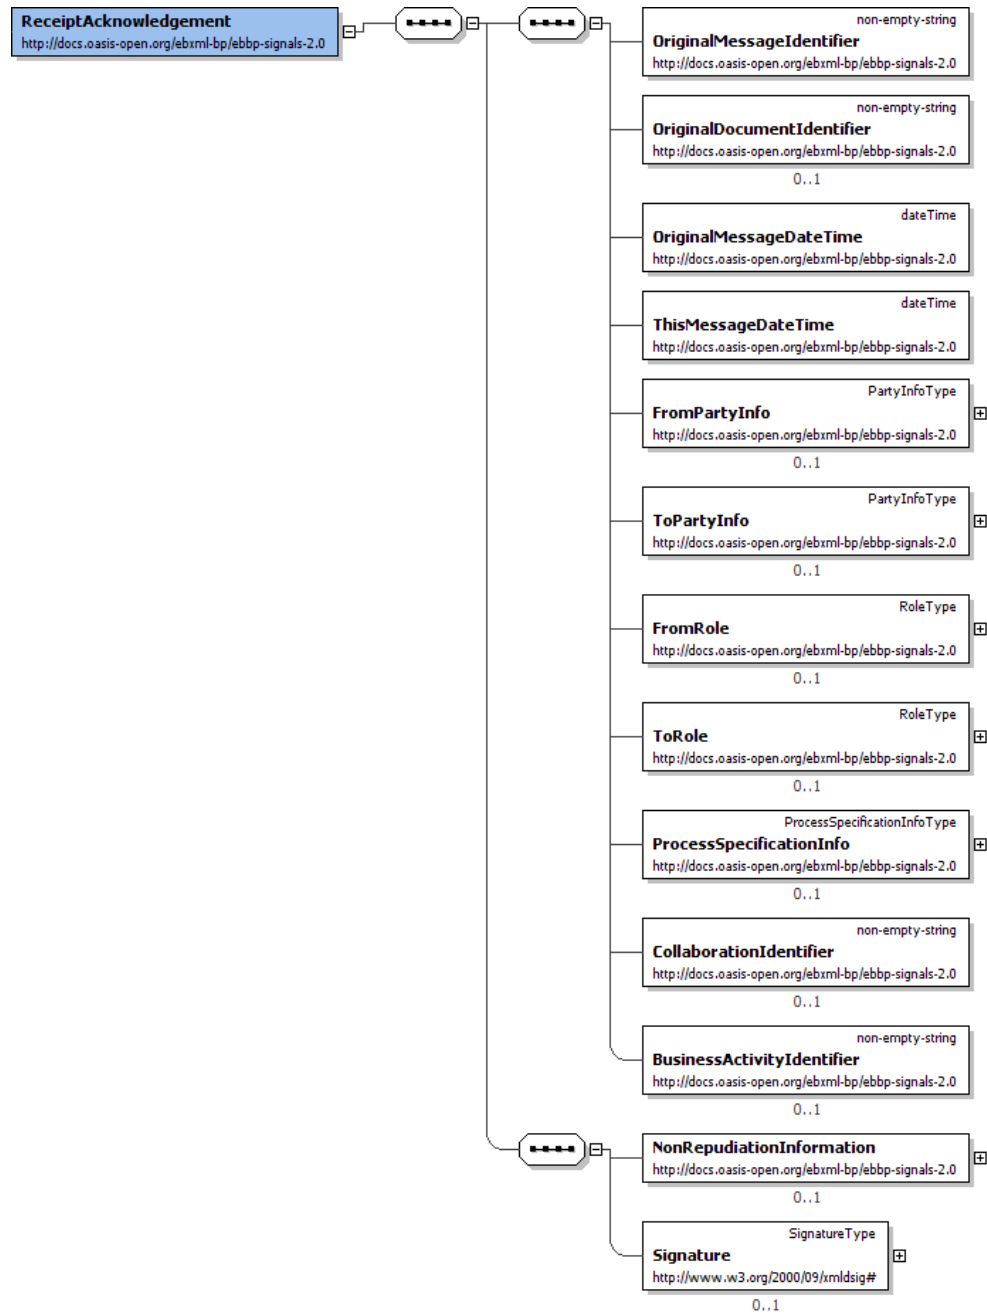 ReceiptAcknowledgement
http://docs.oasis-open.org/ebxml-bp/ebbp-signals-2.0
non-empty-string
OriginalMessageIdentifier
http://docs.oasis-open.org/ebxml-bp/ebbp-signals-2.0
non-empty-string
OriginalDocumentIdentifier
http://docs.oasis-open.org/ebxml-bp/ebbp-signals-2.0
0..1
dateTime
OriginalMessageDateTime
http://docs.oasis-open.org/ebxml-bp/ebbp-signals-2.0
dateTime
ThisMessageDateTime
http://docs.oasis-open.org/ebxml-bp/ebbp-signals-2.0
PartyInfoType
FromPartyInfo
http://docs.oasis-open.org/ebxml-bp/ebbp-signals-2.0
0..1
PartyInfoType
ToPartyInfo
http://docs.oasis-open.org/ebxml-bp/ebbp-signals-2.0
0..1
RoleType
FromRole
http://docs.oasis-open.org/ebxml-bp/ebbp-signals-2.0
0..1
RoleType
ToRole
http://docs.oasis-open.org/ebxml-bp/ebbp-signals-2.0
0..1
ProcessSpecificationInfoType
ProcessSpecificationInfo
http://docs.oasis-open.org/ebxml-bp/ebbp-signals-2.0
0..1
non-empty-string
CollaborationIdentifier
http://docs.oasis-open.org/ebxml-bp/ebbp-signals-2.0
0..1
non-empty-string
BusinessActivityIdentifier
http://docs.oasis-open.org/ebxml-bp/ebbp-signals-2.0
0..1
NonRepudiationInformation
http://docs.oasis-open.org/ebxml-bp/ebbp-signals-2.0
0..1
SignatureType
Signature
http://www.w3.org/2000/09/xmldsig#
0..1